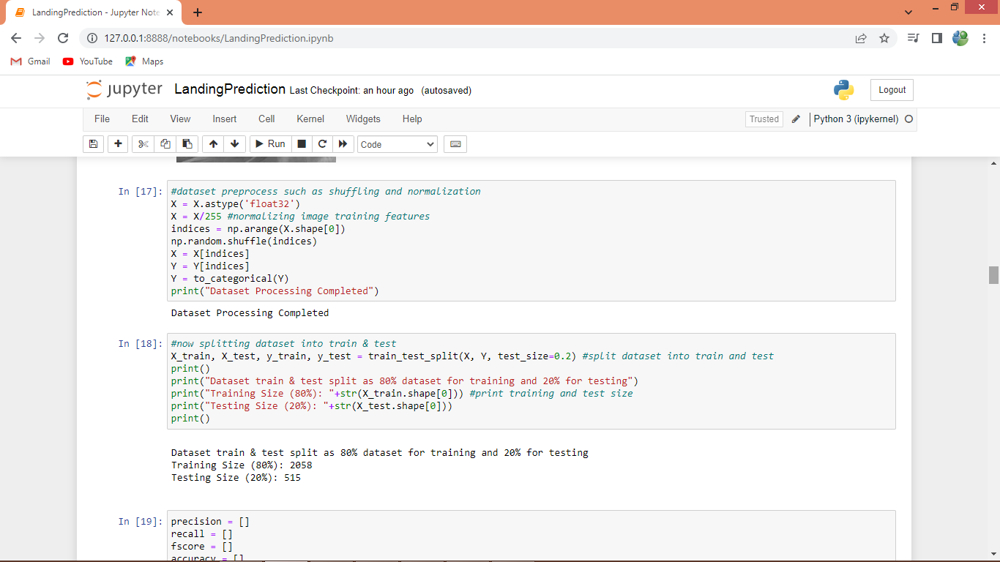 LandingPrediction - Jupyter Note
127.0.0.1:8888/notebooks/LandingPrediction.ipynb
Gmail YouTube Maps
jupyter LandingPrediction Last Checkpoint: an hour ago (autosaved) Logout
File Edit View Insert Cell Kernel Widgets Help Trusted Python 3 (ipykernel)
Run Code
In [17]: #dataset preprocess such as shuffling and normalization
X = X.astype('float32')
X = X/255 #normalizing image training features
indices = np.arange(X.shape[0])
np.random.shuffle(indices)
X = X[indices]
Y = Y[indices]
Y = to_categorical(Y)
print("Dataset Processing Completed")
Dataset Processing Completed
In [18]: #now splitting dataset into train & test
X_train, X_test, y_train, y_test = train_test_split(X, Y, test_size=0.2) #split dataset into train and test
print()
print("Dataset train & test split as 80% dataset for training and 20% for testing")
print("Training Size (80%): "+str(X_train.shape[0])) #print training and test size
print("Testing Size (20%): "+str(X_test.shape[0]))
print()
Dataset train & test split as 80% dataset for training and 20% for testing
Training Size (80%): 2058
Testing Size (20%): 515
In [19]: precision = []
recall = []
fscore = []
accuracy = []